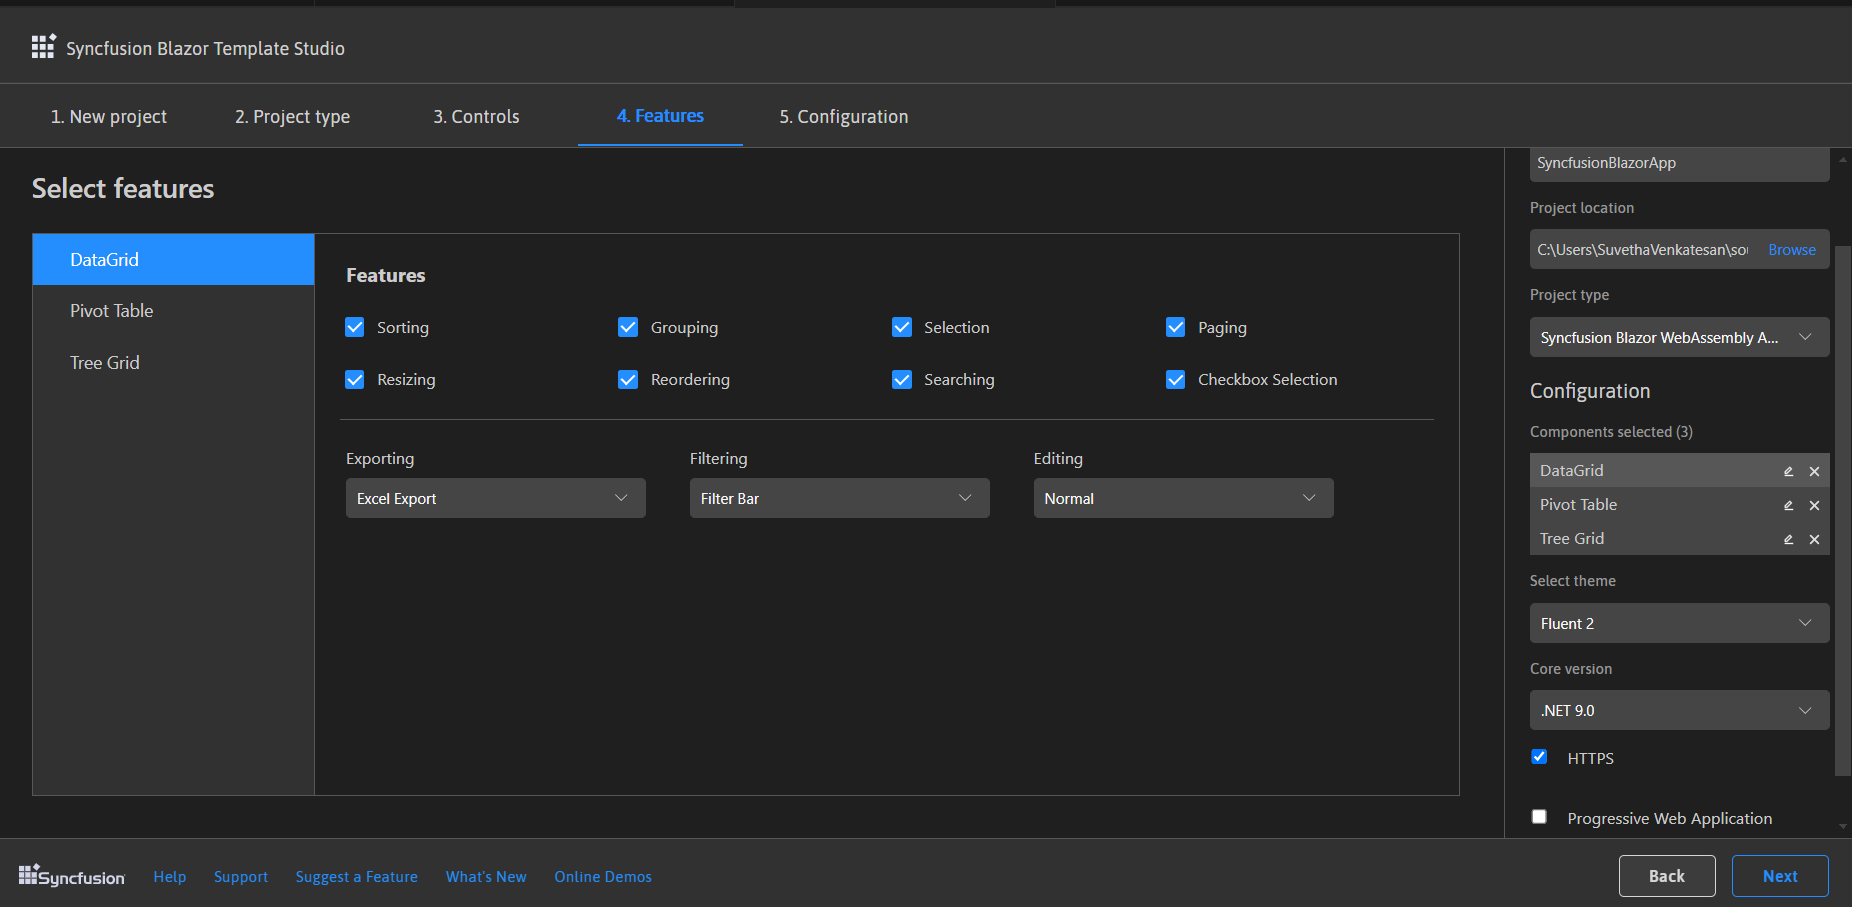 Syncfusion Blazor Template Studio
1. New project
2. Project type
3. Controls
4. Features
5. Configuration
Select features
DataGrid
Pivot Table
Tree Grid
Features
Sorting
Grouping
Selection
Paging
Resizing
Reordering
Searching
Checkbox Selection
Exporting
Filtering
Editing
Excel Export
Filter Bar
Normal
SyncfusionBlazorApp
Project location
C:\Users\SuvethaVenkatesan\sou
Browse
Project type
Syncfusion Blazor WebAssembly A...
Configuration
Components selected (3)
DataGrid
Pivot Table
Tree Grid
Select theme
Fluent 2
Core version
.NET 9.0
HTTPS
Progressive Web Application
Syncfusion
Help
Support
Suggest a Feature
What's New
Online Demos
Back
Next